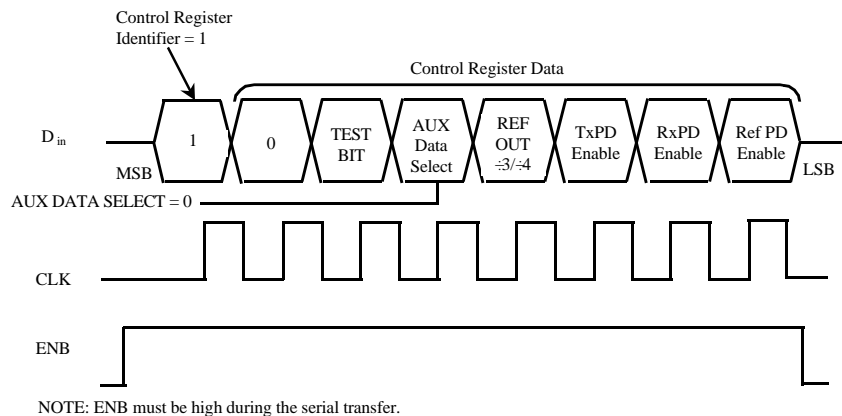 Control Register
Identifier = 1
Control Register Data
D in
MSB
1
0
TEST
BIT
AUX
Data
Select
REF
OUT
÷3/÷4
TxPD
Enable
RxPD
Enable
Ref PD
Enable
LSB
AUX DATA SELECT = 0
CLK
ENB
NOTE: ENB must be high during the serial transfer.